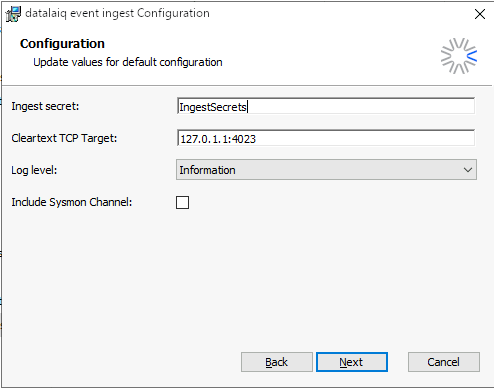 datalaiq event ingest Configuration
Configuration
Update values for default configuration
Ingest secret: IngestSecrets
Cleartext TCP Target: 127.0.1.1:4023
Log level: Information
Include Sysmon Channel:
Back Next Cancel